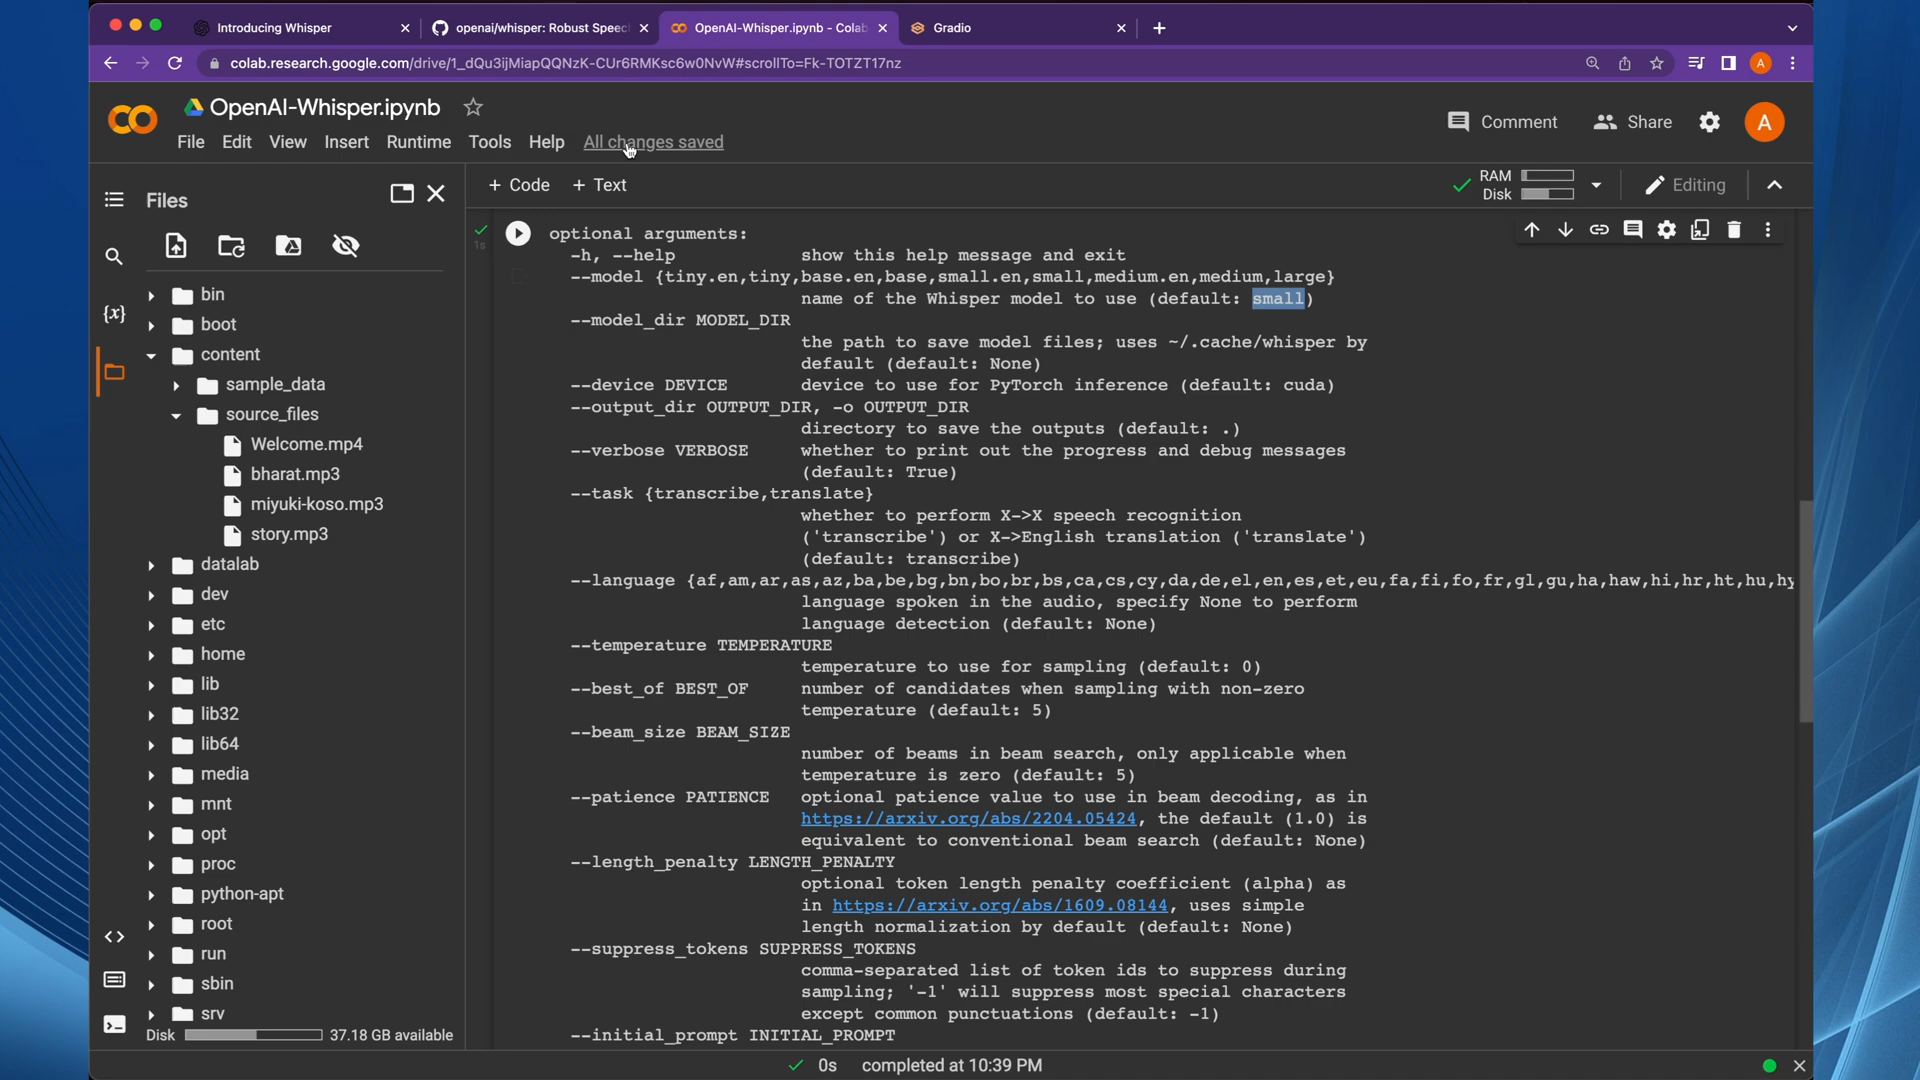 Introducing Whisper
openai/whisper: Robust Speec
OpenAI-Whisper.ipynb - Colab
Gradio
colab.research.google.com/drive/1_dQu3ijMiapQQNzK-CUr6RMKsc6w0NvW#scrollTo=Fk-TOTZT17nz
A
OpenAI-Whisper.ipynb
Comment
Share
A
File Edit View Insert Runtime Tools Help All changes saved
Files
+ Code + Text
RAM
Disk
Editing
bin
boot
content
sample_data
source_files
Welcome.mp4
bharat.mp3
miyuki-koso.mp3
story.mp3
datalab
dev
etc
home
lib
lib32
lib64
media
mnt
opt
proc
python-apt
root
run
sbin
srv
Disk 37.18 GB available
{x}
<>
1s
optional arguments:
-h, --help show this help message and exit
--model {tiny.en,tiny,base.en,base,small.en,small,medium.en,medium,large}
name of the Whisper model to use (default: small)
--model_dir MODEL_DIR
the path to save model files; uses ~/.cache/whisper by
default (default: None)
--device DEVICE device to use for PyTorch inference (default: cuda)
--output_dir OUTPUT_DIR, -o OUTPUT_DIR
directory to save the outputs (default: .)
--verbose VERBOSE whether to print out the progress and debug messages
(default: True)
--task {transcribe,translate}
whether to perform X->X speech recognition
('transcribe') or X->English translation ('translate')
(default: transcribe)
--language {af,am,ar,as,az,ba,be,bg,bn,bo,br,bs,ca,cs,cy,da,de,el,en,es,et,eu,fa,fi,fo,fr,gl,gu,ha,haw,hi,hr,ht,hu,hy
language spoken in the audio, specify None to perform
language detection (default: None)
--temperature TEMPERATURE
temperature to use for sampling (default: 0)
--best_of BEST_OF number of candidates when sampling with non-zero
temperature (default: 5)
--beam_size BEAM_SIZE
number of beams in beam search, only applicable when
temperature is zero (default: 5)
--patience PATIENCE optional patience value to use in beam decoding, as in
https://arxiv.org/abs/2204.05424, the default (1.0) is
equivalent to conventional beam search (default: None)
--length_penalty LENGTH_PENALTY
optional token length penalty coefficient (alpha) as
in https://arxiv.org/abs/1609.08144, uses simple
length normalization by default (default: None)
--suppress_tokens SUPPRESS_TOKENS
comma-separated list of token ids to suppress during
sampling; '-1' will suppress most special characters
except common punctuations (default: -1)
--initial_prompt INITIAL_PROMPT
0s completed at 10:39 PM